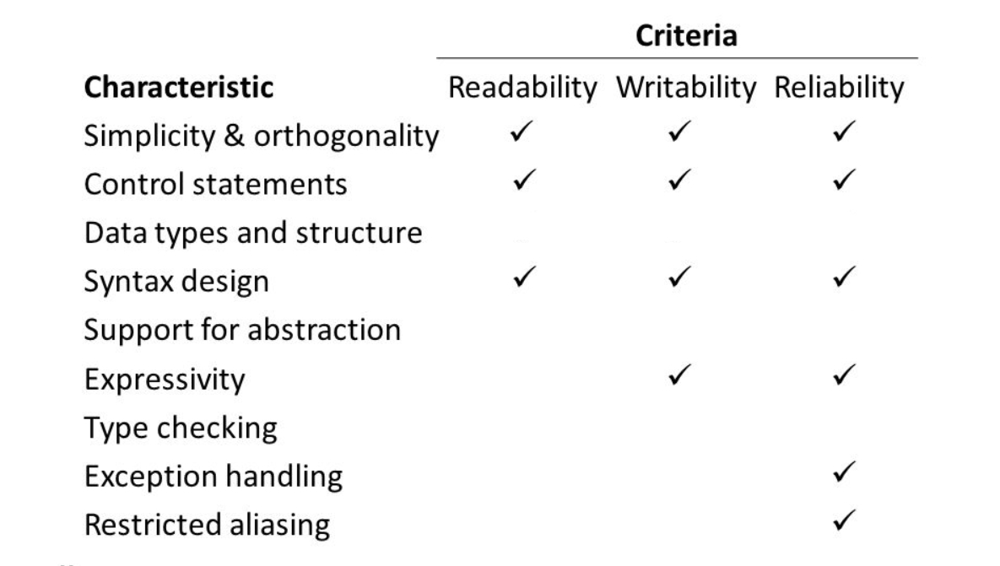 Criteria
Characteristic Readability Writability Reliability
Simplicity & orthogonality ✓ ✓ ✓
Control statements ✓ ✓ ✓
Data types and structure
Syntax design ✓ ✓ ✓
Support for abstraction
Expressivity ✓ ✓
Type checking
Exception handling ✓
Restricted aliasing ✓